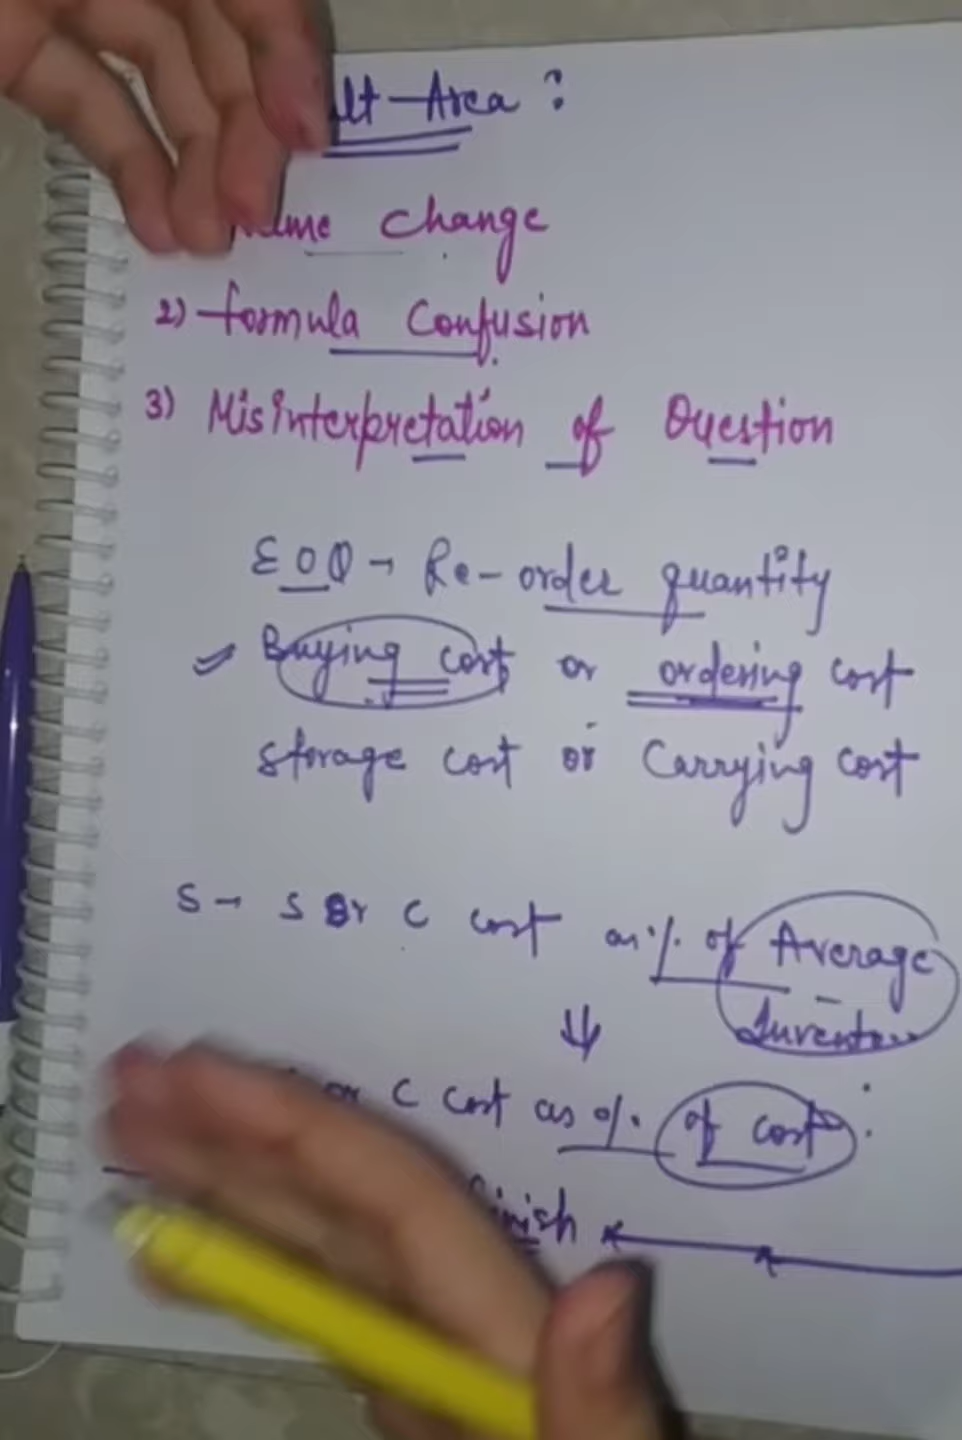 Area :
Change
2) formula Confusion
3) Misinterpretation of Question
EOQ → Re-order quantity
Buying cost or ordering cost
Storage cost or Carrying cost
S → S or C cost as % of Average
or C cost as % of cost :